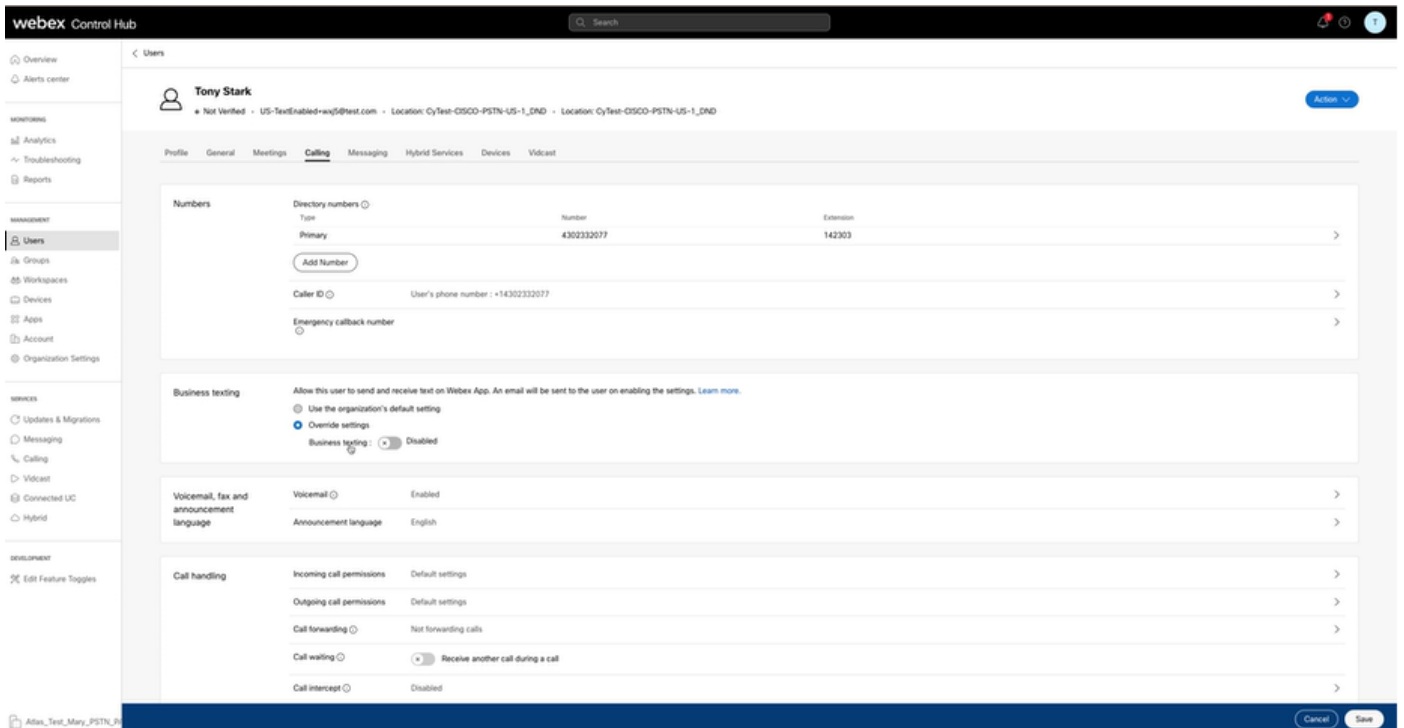 webex Control Hub
Search
T
Overview
Alerts center
MONITORING
Analytics
Troubleshooting
Reports
MANAGEMENT
Users
Groups
Workspaces
Devices
Apps
Account
Organization Settings
SERVICES
Updates & Migrations
Messaging
Calling
Vidcast
Connected UC
Hybrid
DEVELOPMENT
Edit Feature Toggles
Atlas_Test_Mary_PSTN_
Users
Tony Stark
Not Verified · US-TextEnabled+wxj5@test.com · Location: CyTest-CISCO-PSTN-US-1_DND · Location: CyTest-CISCO-PSTN-US-1_DND
Action
Profile General Meetings Calling Messaging Hybrid Services Devices Vidcast
Numbers
Directory numbers
Type Number Extension
Primary 4302332077 142303
Add Number
Caller ID User's phone number : +14302332077
Emergency callback number
Business texting
Allow this user to send and receive text on Webex App. An email will be sent to the user on enabling the settings. Learn more.
Use the organization's default setting
Override settings
Business texting : Disabled
Voicemail, fax and
announcement
language
Voicemail Enabled
Announcement language English
Call handling
Incoming call permissions Default settings
Outgoing call permissions Default settings
Call forwarding Not forwarding calls
Call waiting Receive another call during a call
Call intercept Disabled
Cancel Save